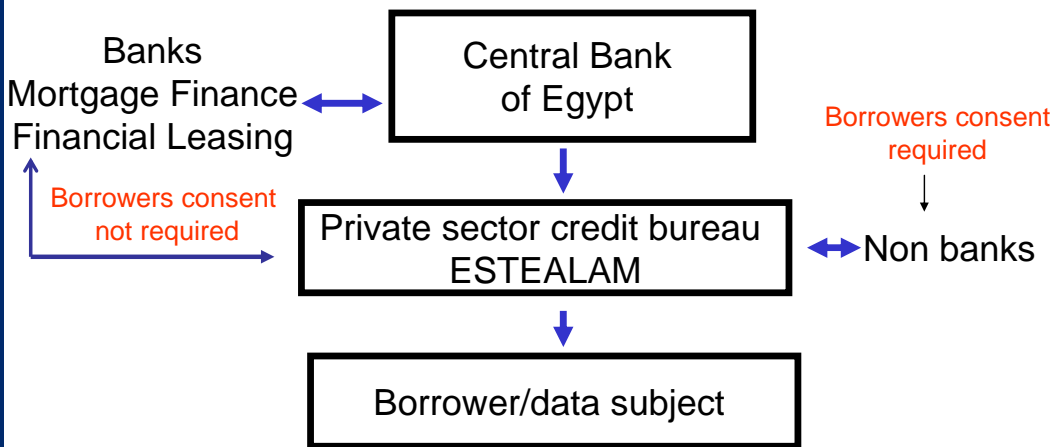 Banks
Mortgage Finance
Financial Leasing
Central Bank
of Egypt
Borrowers consent
required
Borrowers consent
not required
Private sector credit bureau
ESTEALAM
Non banks
Borrower/data subject